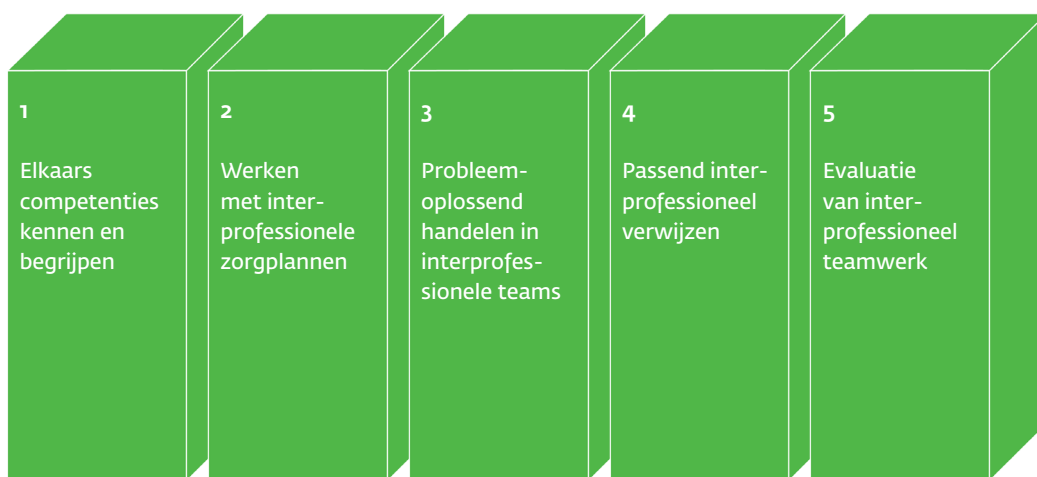 1
Elkaars
competenties
kennen en
begrijpen
2
Werken
met inter-
professionele
zorgplannen
3
Probleem-
oplossend
handelen in
interprofes-
sionele teams
4
Passend inter-
professioneel
verwijzen
5
Evaluatie
van inter-
professioneel
teamwerk